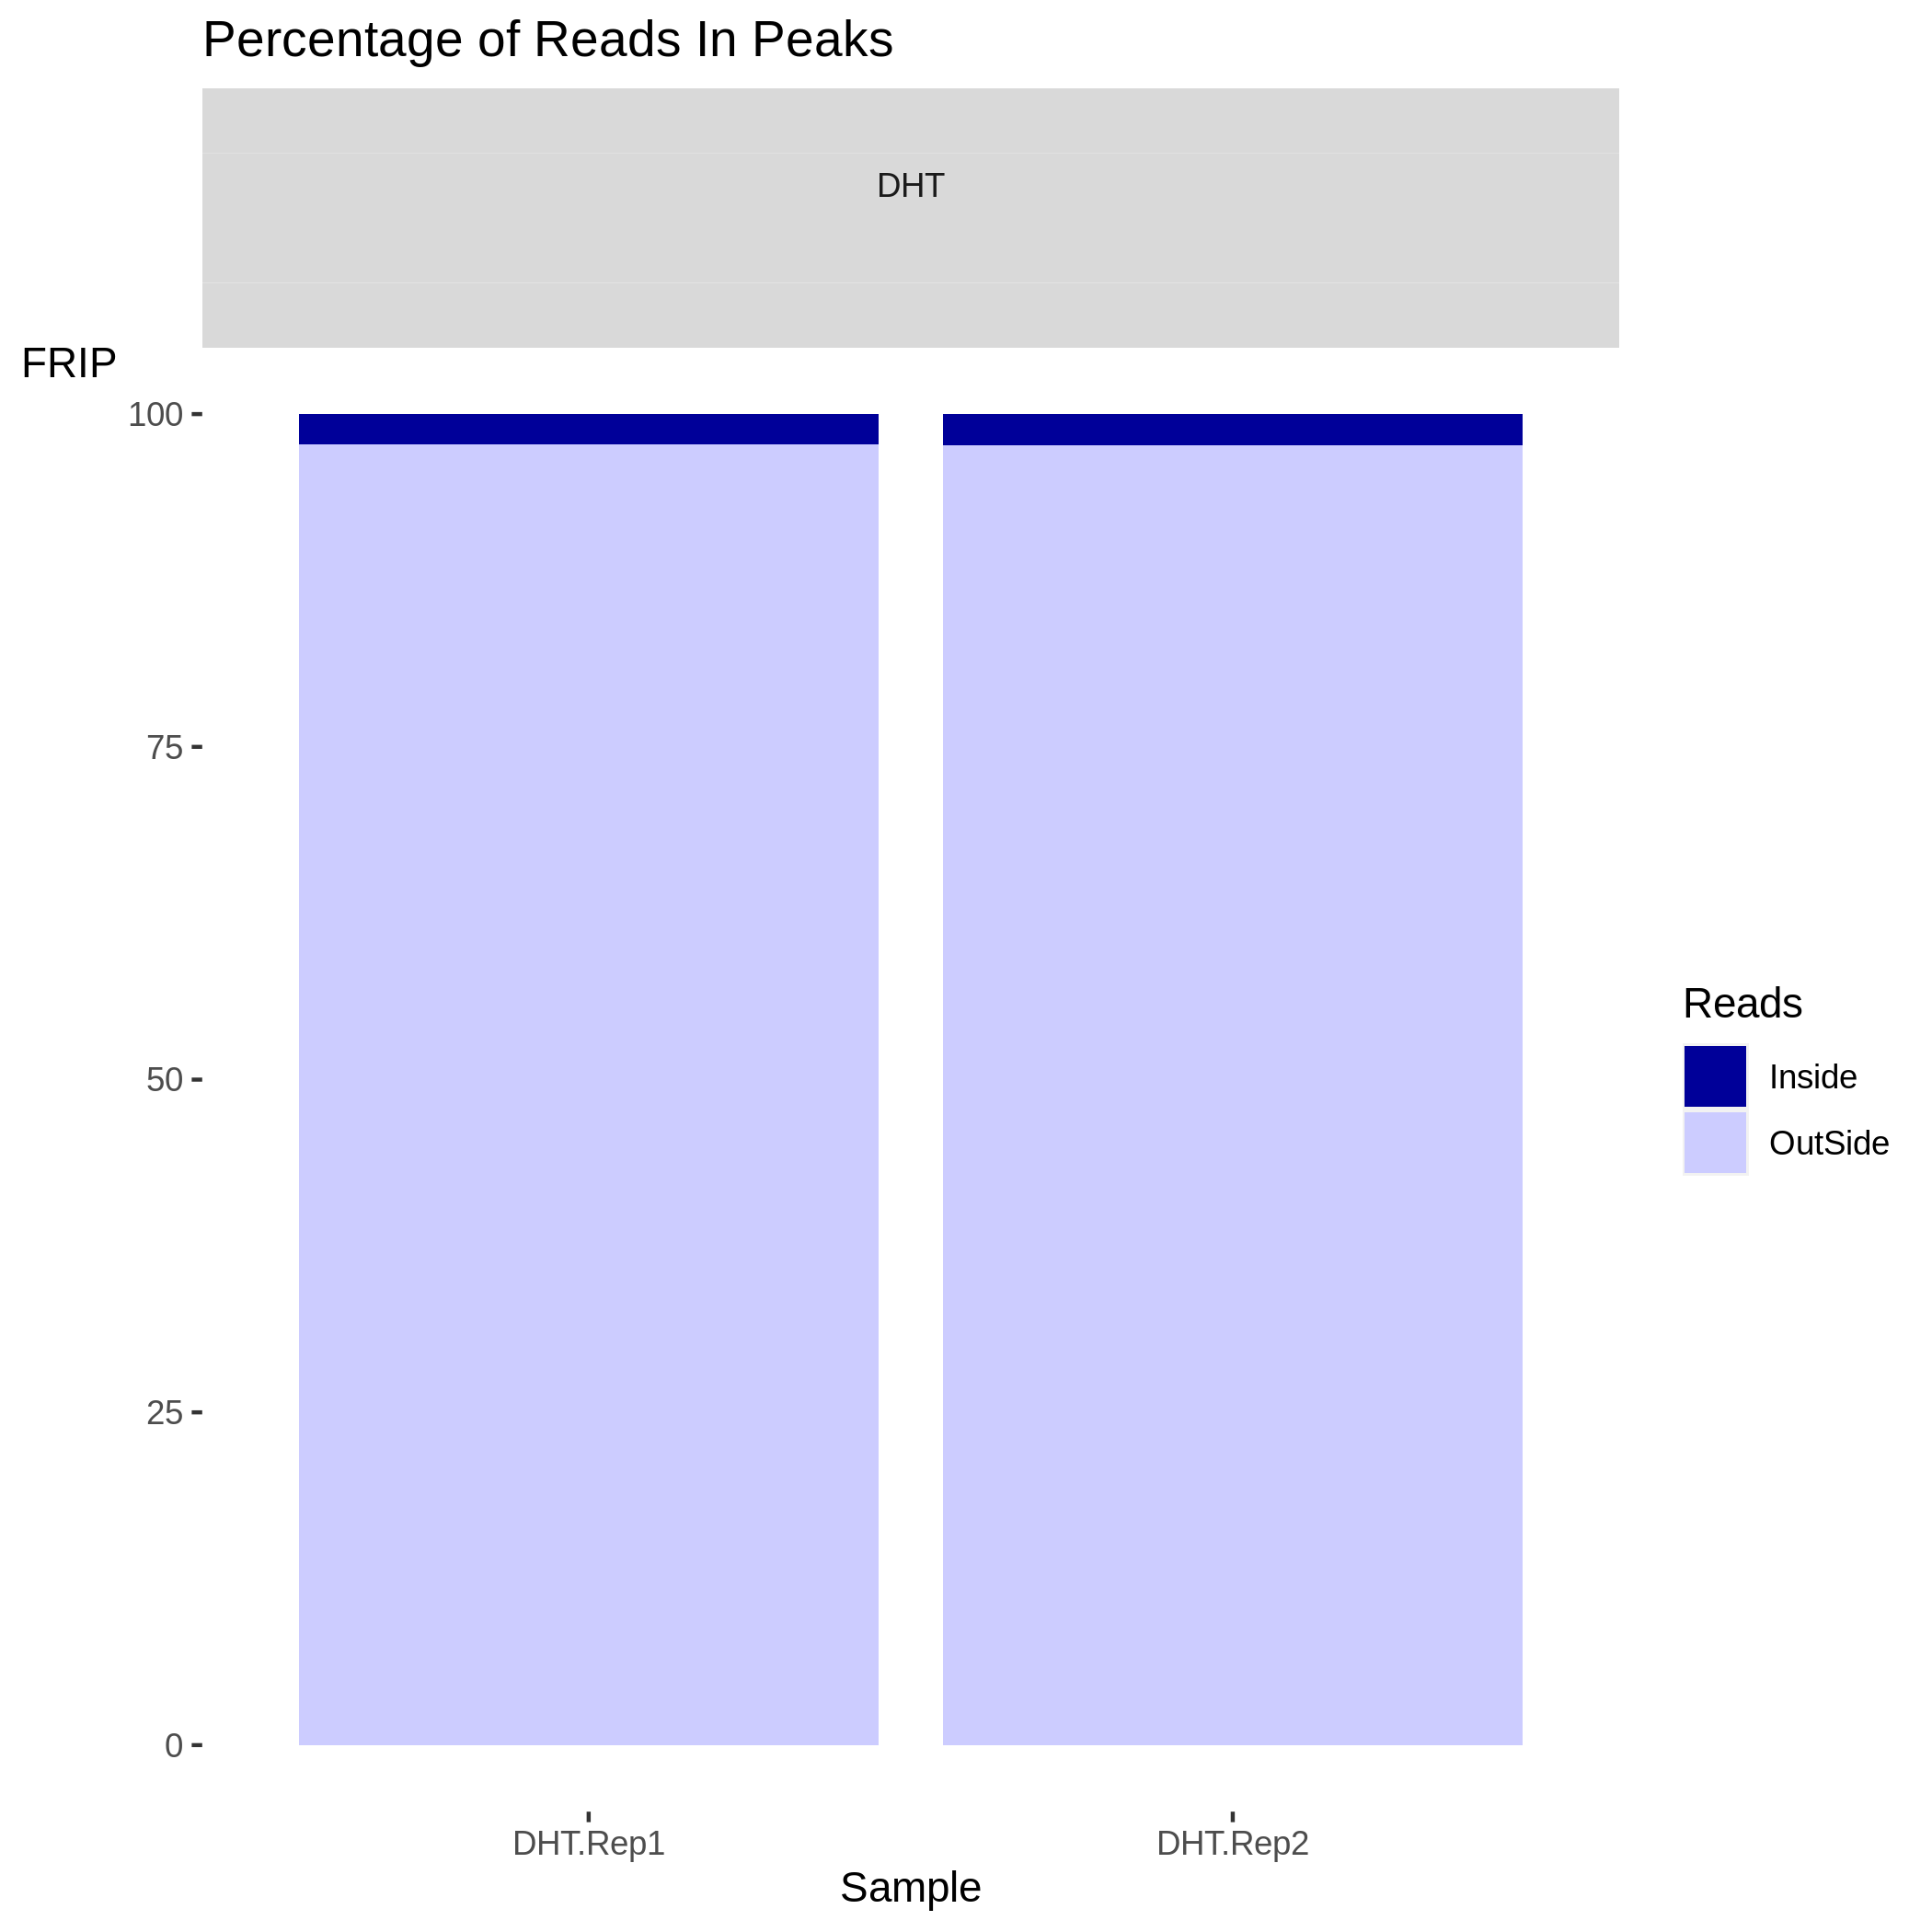 Percentage of Reads In Peaks
DHT
FRIP
100
75
50
25
0
DHT.Rep1
DHT.Rep2
Sample
Reads
Inside
OutSide